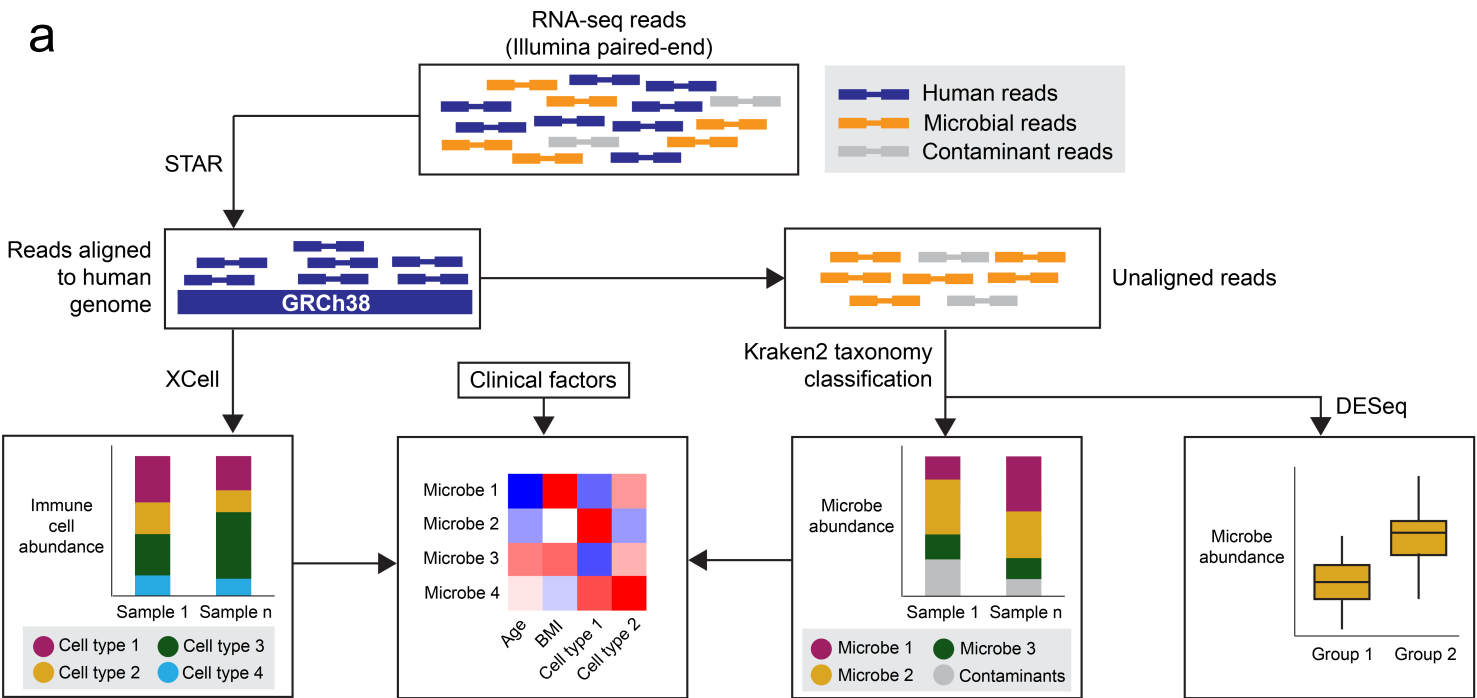 a
RNA-seq reads
(Illumina paired-end)
Human reads
Microbial reads
Contaminant reads
STAR
Reads aligned
to human
genome
GRCh38
Unaligned reads
XCell
Clinical factors
Kraken2 taxonomy
classification
DESeq
Immune
cell
abundance
Sample 1
Sample n
Cell type 1
Cell type 3
Cell type 2
Cell type 4
Microbe 1
Microbe 2
Microbe 3
Microbe 4
Age
BMI
Cell type 1
Cell type 2
Microbe
abundance
Sample 1
Sample n
Microbe 1
Microbe 3
Microbe 2
Contaminants
Microbe
abundance
Group 1
Group 2